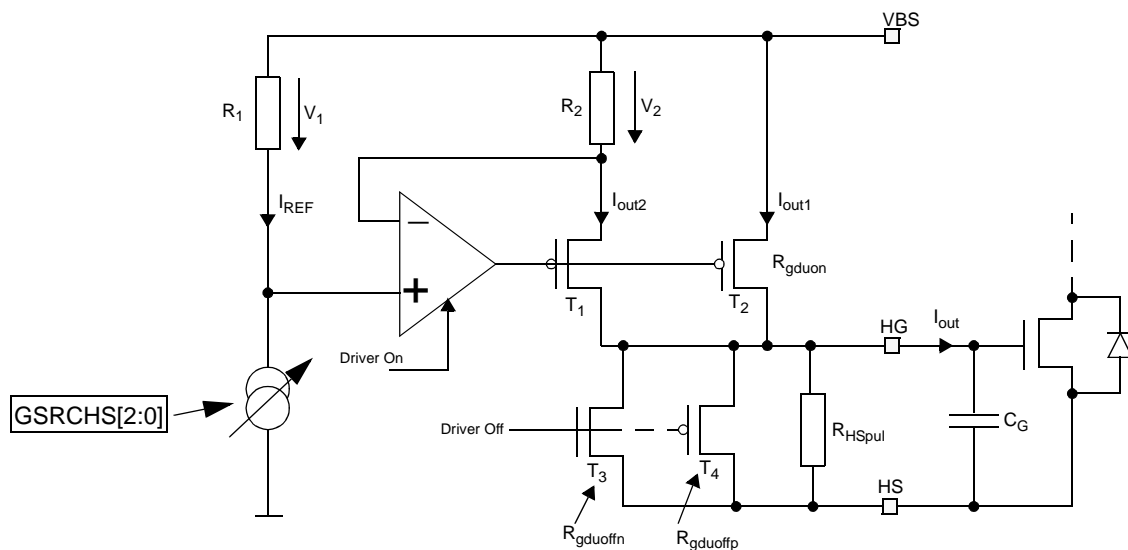 VBS
R1
V1
R2
V2
IREF
Iout2
Iout1
−
+
T1
T2
Rgduon
Driver On
HG
Iout
GSRCHS[2:0]
Driver Off
T3
T4
RHSpul
CG
HS
Rgduoffn
Rgduoffp